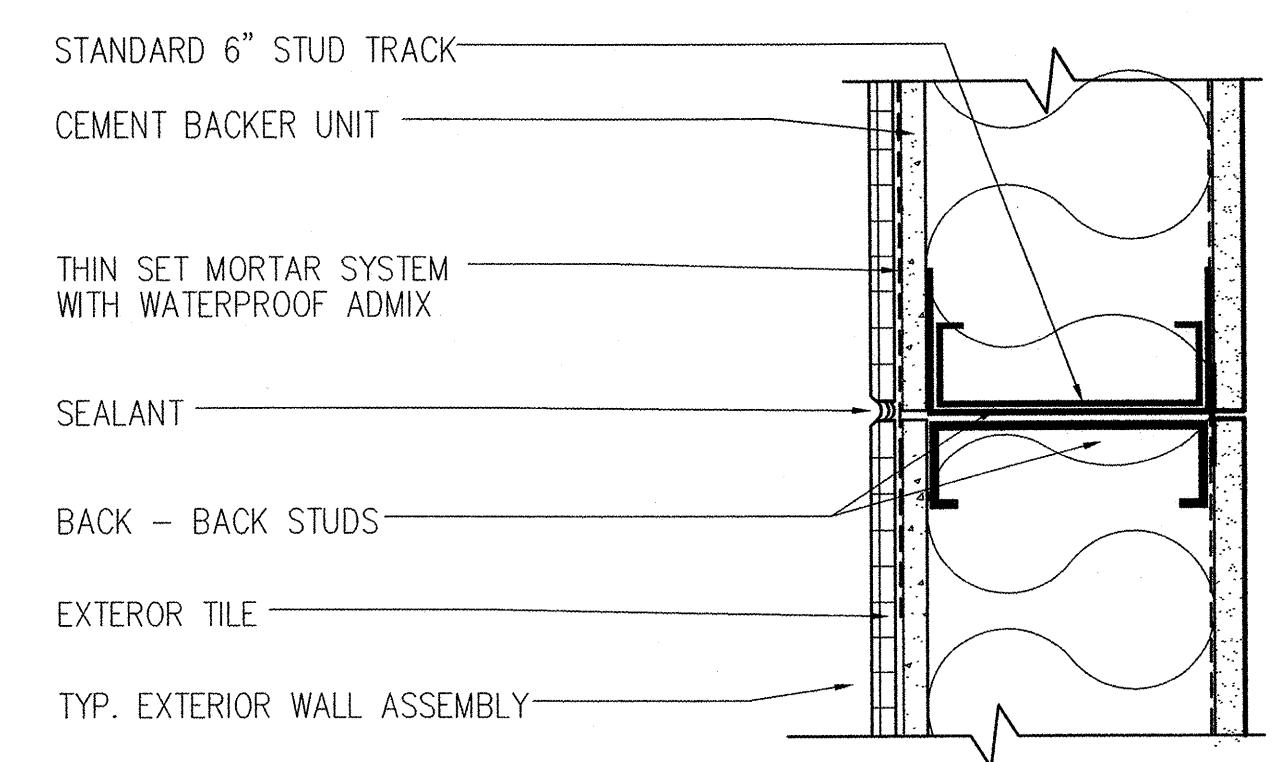 STANDARD 6" STUD TRACK
CEMENT BACKER UNIT
THIN SET MORTAR SYSTEM
WITH WATERPROOF ADMIX
SEALANT
BACK - BACK STUDS
EXTEROR TILE
TYP. EXTERIOR WALL ASSEMBLY